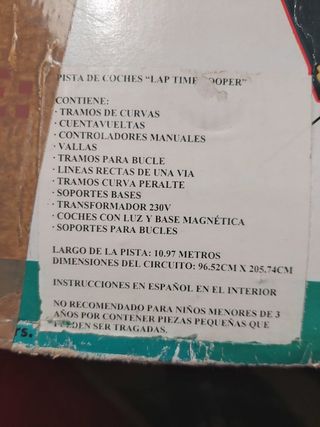 PISTA DE COCHES "LAP TIME LOOPER"
CONTIENE:
· TRAMOS DE CURVAS
· CUENTAVUELTAS
· CONTROLADORES MANUALES
· VALLAS
· TRAMOS PARA BUCLE
· LINEAS RECTAS DE UNA VIA
· TRAMOS CURVA PERALTE
· SOPORTES BASES
· TRANSFORMADOR 230V
· COCHES CON LUZ Y BASE MAGNÉTICA
· SOPORTES PARA BUCLES
LARGO DE LA PISTA: 10.97 METROS
DIMENSIONES DEL CIRCUITO: 96.52CM X 205.74CM
INSTRUCCIONES EN ESPAÑOL EN EL INTERIOR
NO RECOMENDADO PARA NIÑOS MENORES DE 3
AÑOS POR CONTENER PIEZAS PEQUEÑAS QUE
PUEDEN SER TRAGADAS.
rs.